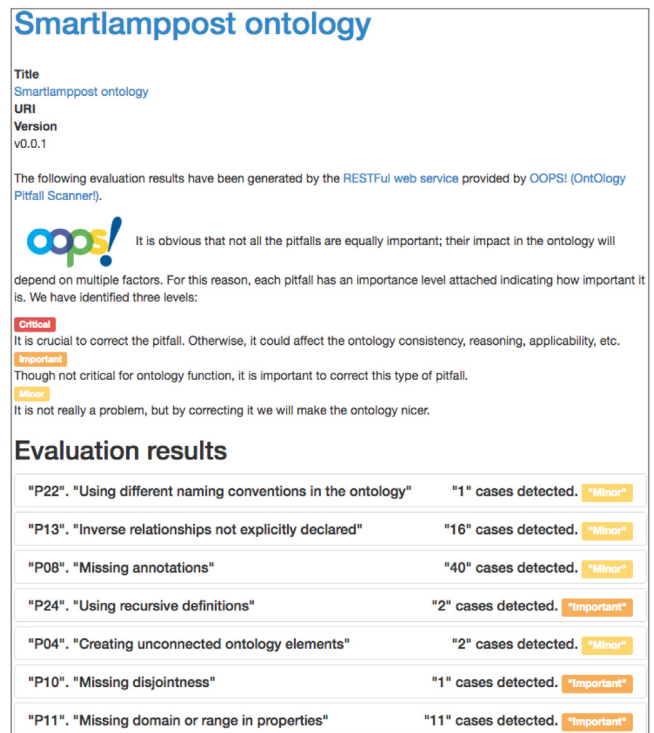 Smartlamppost ontology
Title
Smartlamppost ontology
URI
Version
v0.0.1
The following evaluation results have been generated by the RESTFul web service provided by OOPS! (OntOlogy
Pitfall Scanner!).
oops!
It is obvious that not all the pitfalls are equally important; their impact in the ontology will
depend on multiple factors. For this reason, each pitfall has an importance level attached indicating how important it
is. We have identified three levels:
Critical
It is crucial to correct the pitfall. Otherwise, it could affect the ontology consistency, reasoning, applicability, etc.
Important
Though not critical for ontology function, it is important to correct this type of pitfall.
Minor
It is not really a problem, but by correcting it we will make the ontology nicer.
Evaluation results
"P22". "Using different naming conventions in the ontology" "1" cases detected. "Minor"
"P13". "Inverse relationships not explicitly declared" "16" cases detected. "Minor"
"P08". "Missing annotations" "40" cases detected. "Minor"
"P24". "Using recursive definitions" "2" cases detected. "Important"
"P04". "Creating unconnected ontology elements" "2" cases detected. "Minor"
"P10". "Missing disjointness" "1" cases detected. "Important"
"P11". "Missing domain or range in properties" "11" cases detected. "Important"